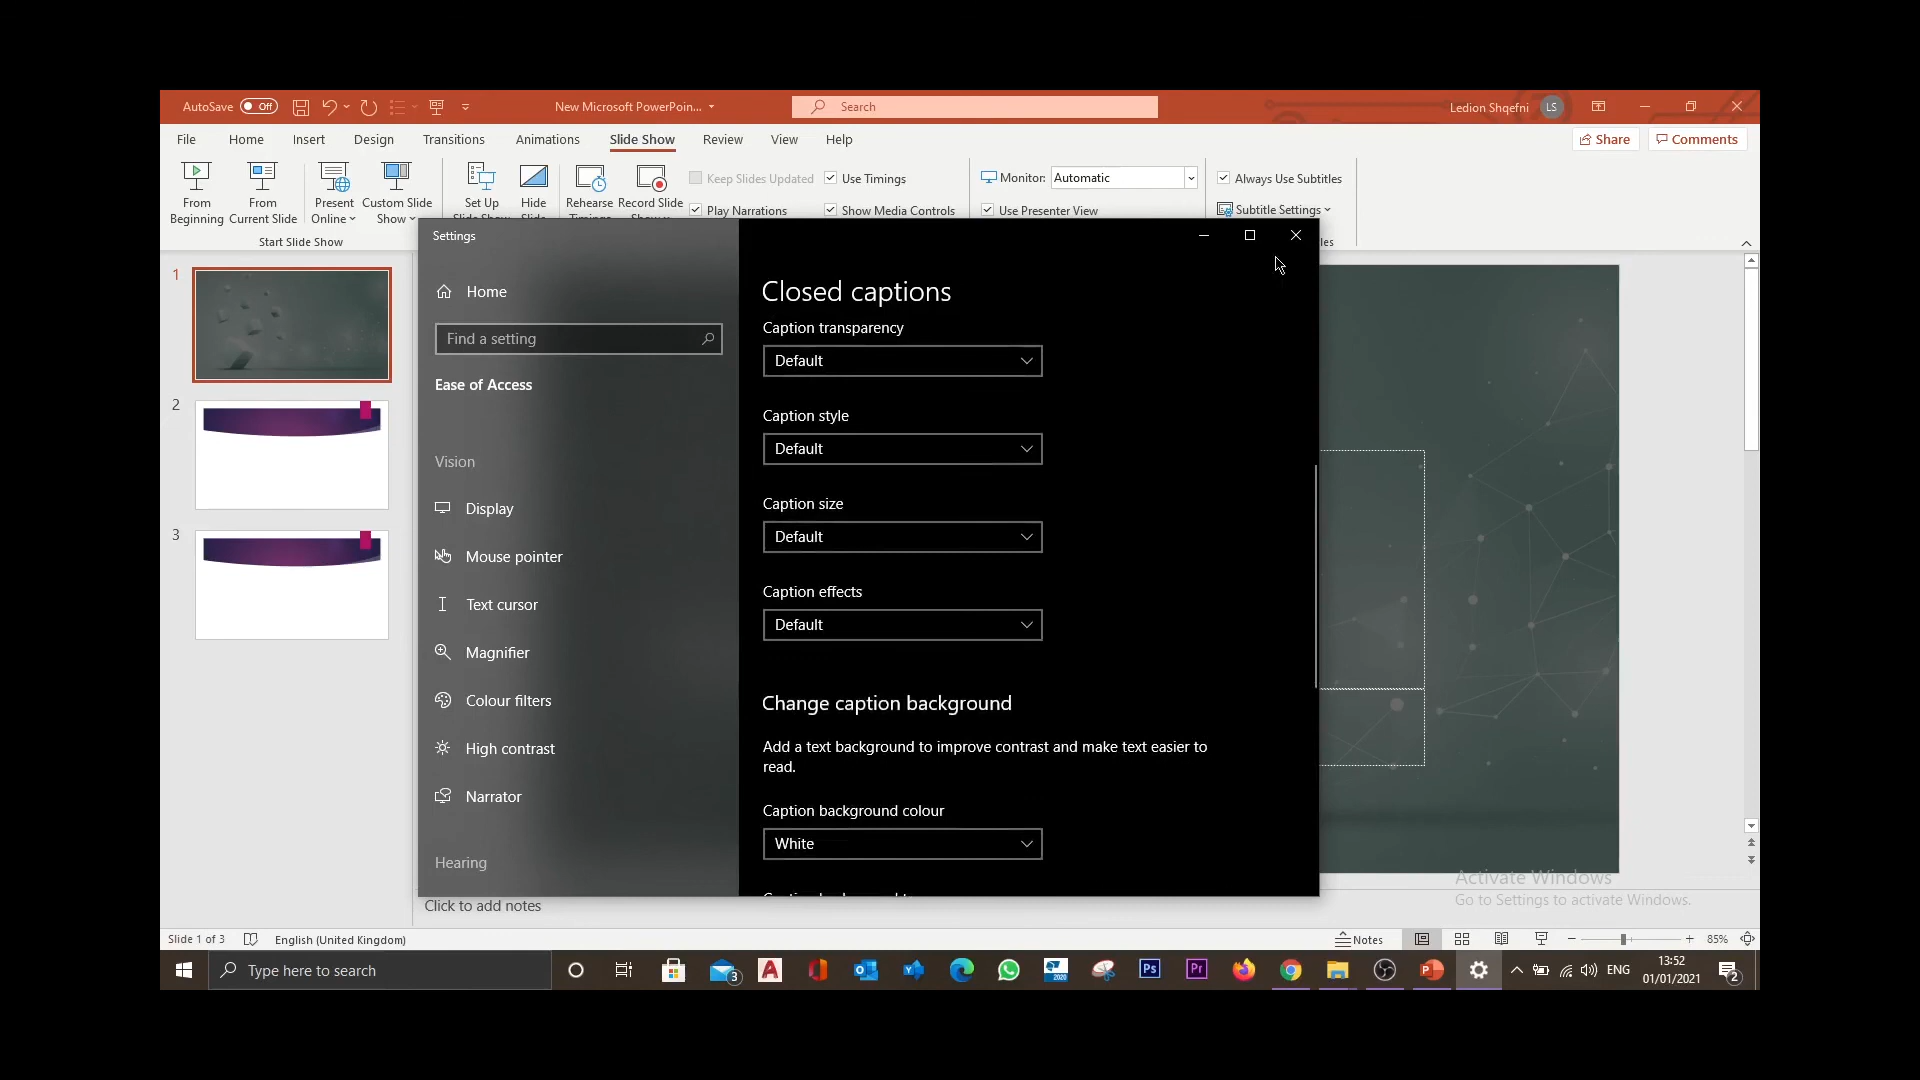 AutoSave Off
New Microsoft PowerPoin...
Search
Ledion Shqefni LS
File Home Insert Design Transitions Animations Slide Show Review View Help
Share Comments
From Beginning
From Current Slide
Present Online
Custom Slide Show
Start Slide Show
Set Up
Hide
Rehearse
Record Slide
Keep Slides Updated
Use Timings
Play Narrations
Show Media Controls
Monitor: Automatic
Use Presenter View
Always Use Subtitles
Subtitle Settings
1
2
3
Settings
Home
Find a setting
Ease of Access
Vision
Display
Mouse pointer
Text cursor
Magnifier
Colour filters
High contrast
Narrator
Hearing
Closed captions
Caption transparency
Default
Caption style
Default
Caption size
Default
Caption effects
Default
Change caption background
Add a text background to improve contrast and make text easier to
read.
Caption background colour
White
Activate Windows
Go to Settings to activate Windows.
Click to add notes
Slide 1 of 3 English (United Kingdom) Notes 85%
Type here to search
3
Ps
Pr
ENG
13:52
01/01/2021
2